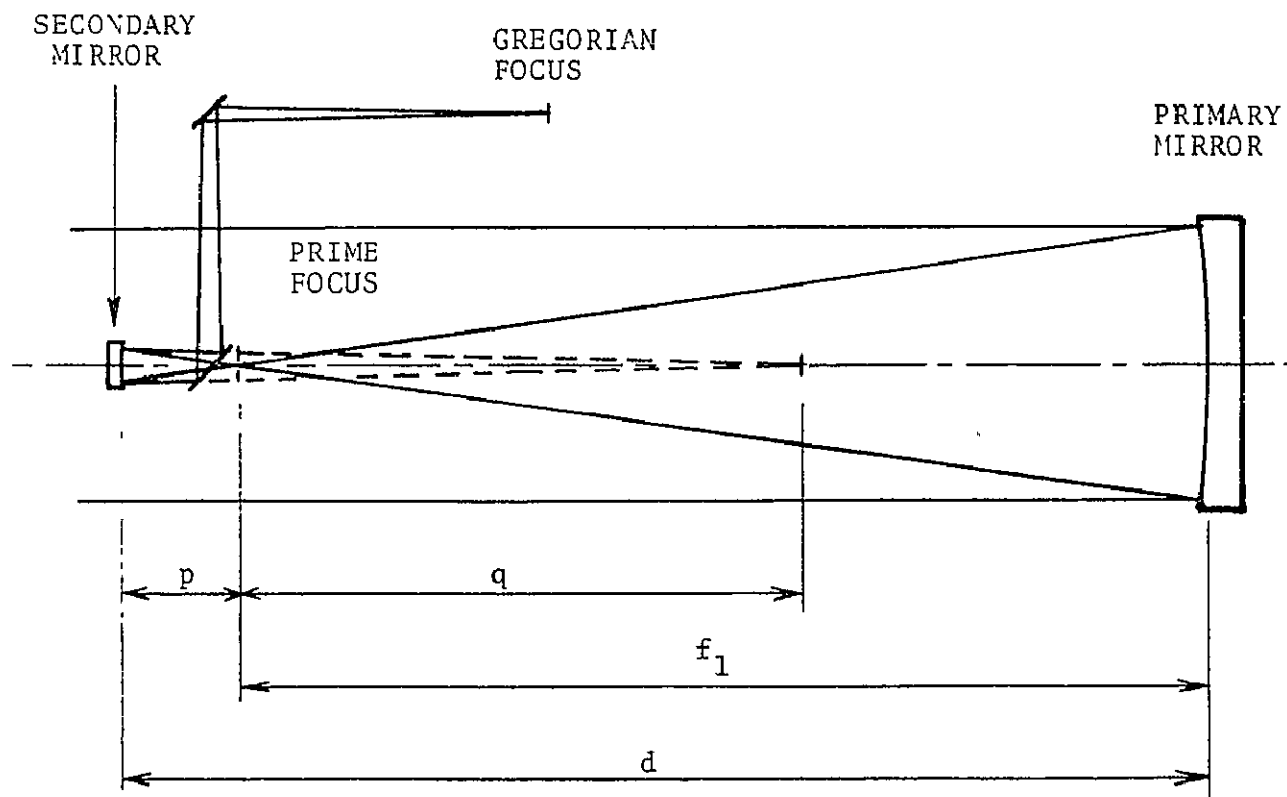 SECONDARY
MIRROR
GREGORIAN
FOCUS
PRIMARY
MIRROR
PRIME
FOCUS
p
q
f1
d